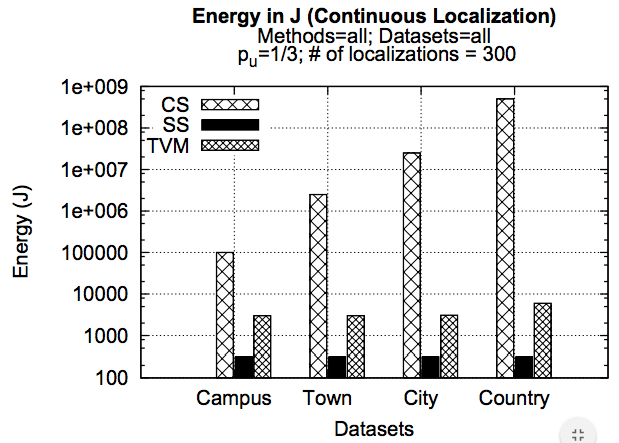 Energy in J (Continuous Localization)
Methods=all; Datasets=all
pu=1/3; # of localizations = 300
1e+009
1e+008
1e+007
1e+006
100000
10000
1000
100
Energy (J)
CS
SS
TVM
Campus Town City Country
Datasets